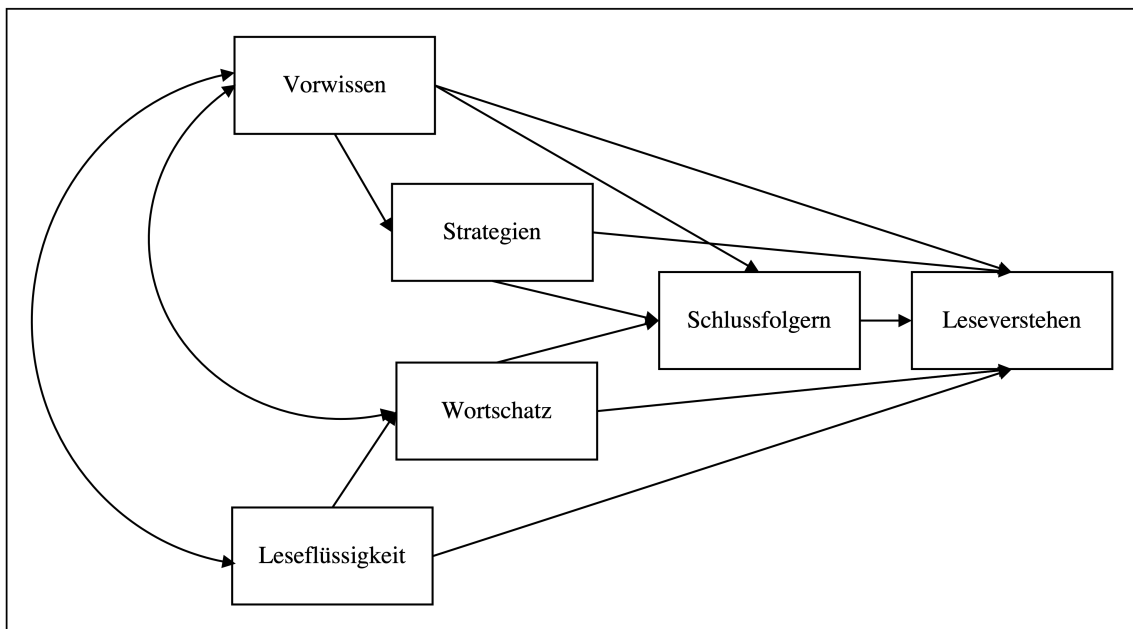 Vorwissen
Strategien
Schlussfolgern
Leseverstehen
Wortschatz
Leseflüssigkeit